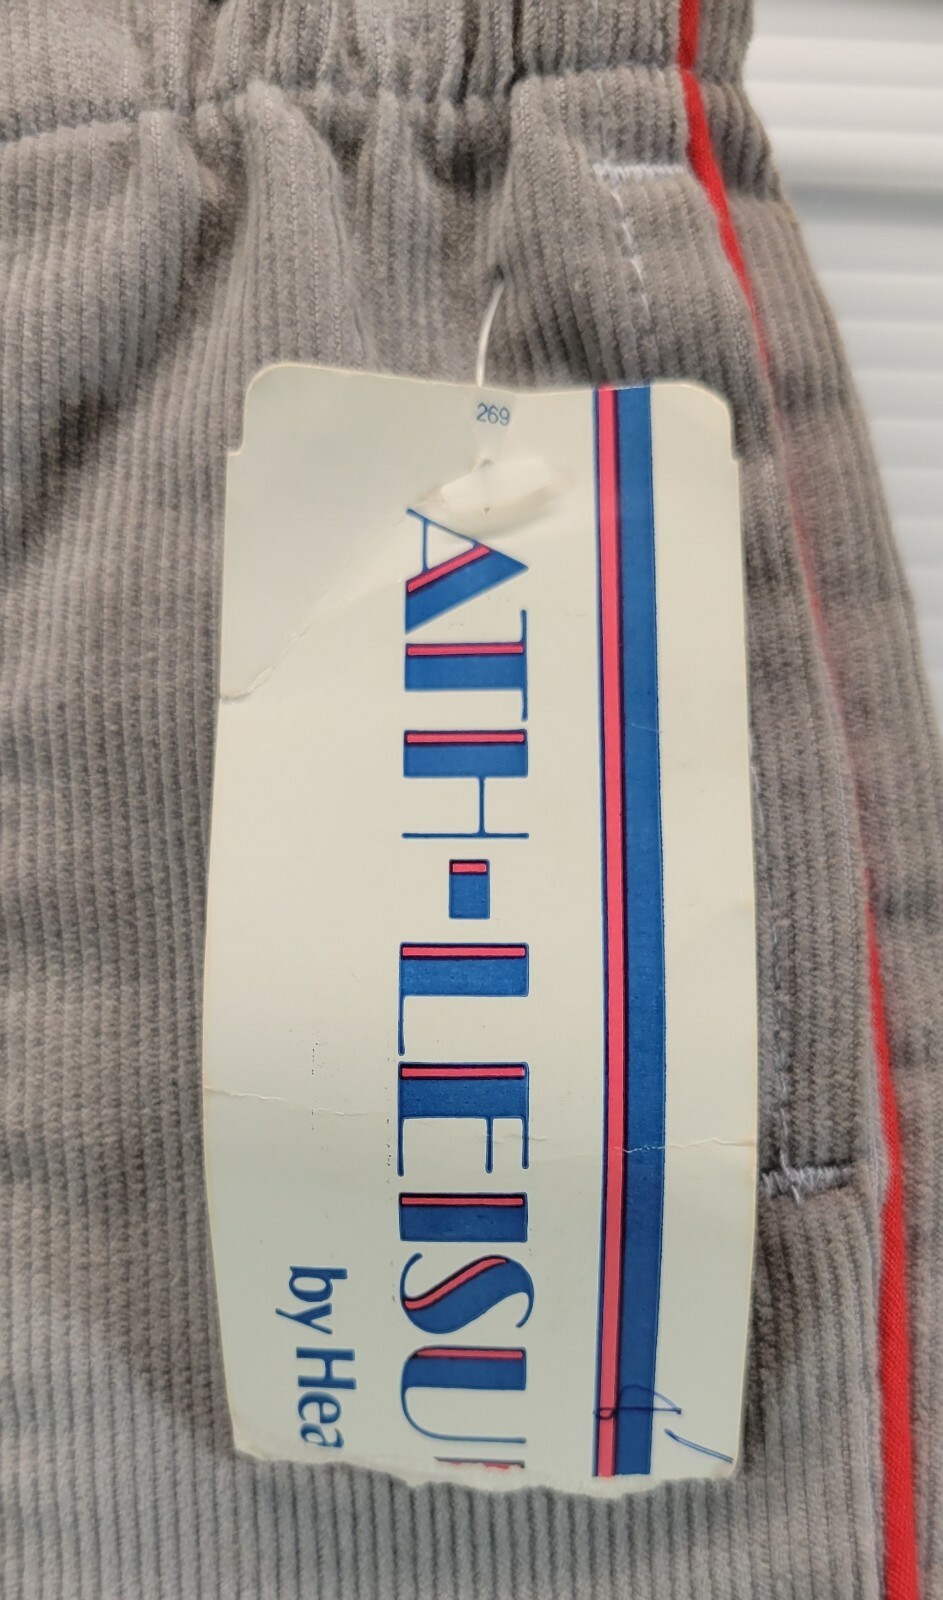 269
ATH-LEISU
by Hea